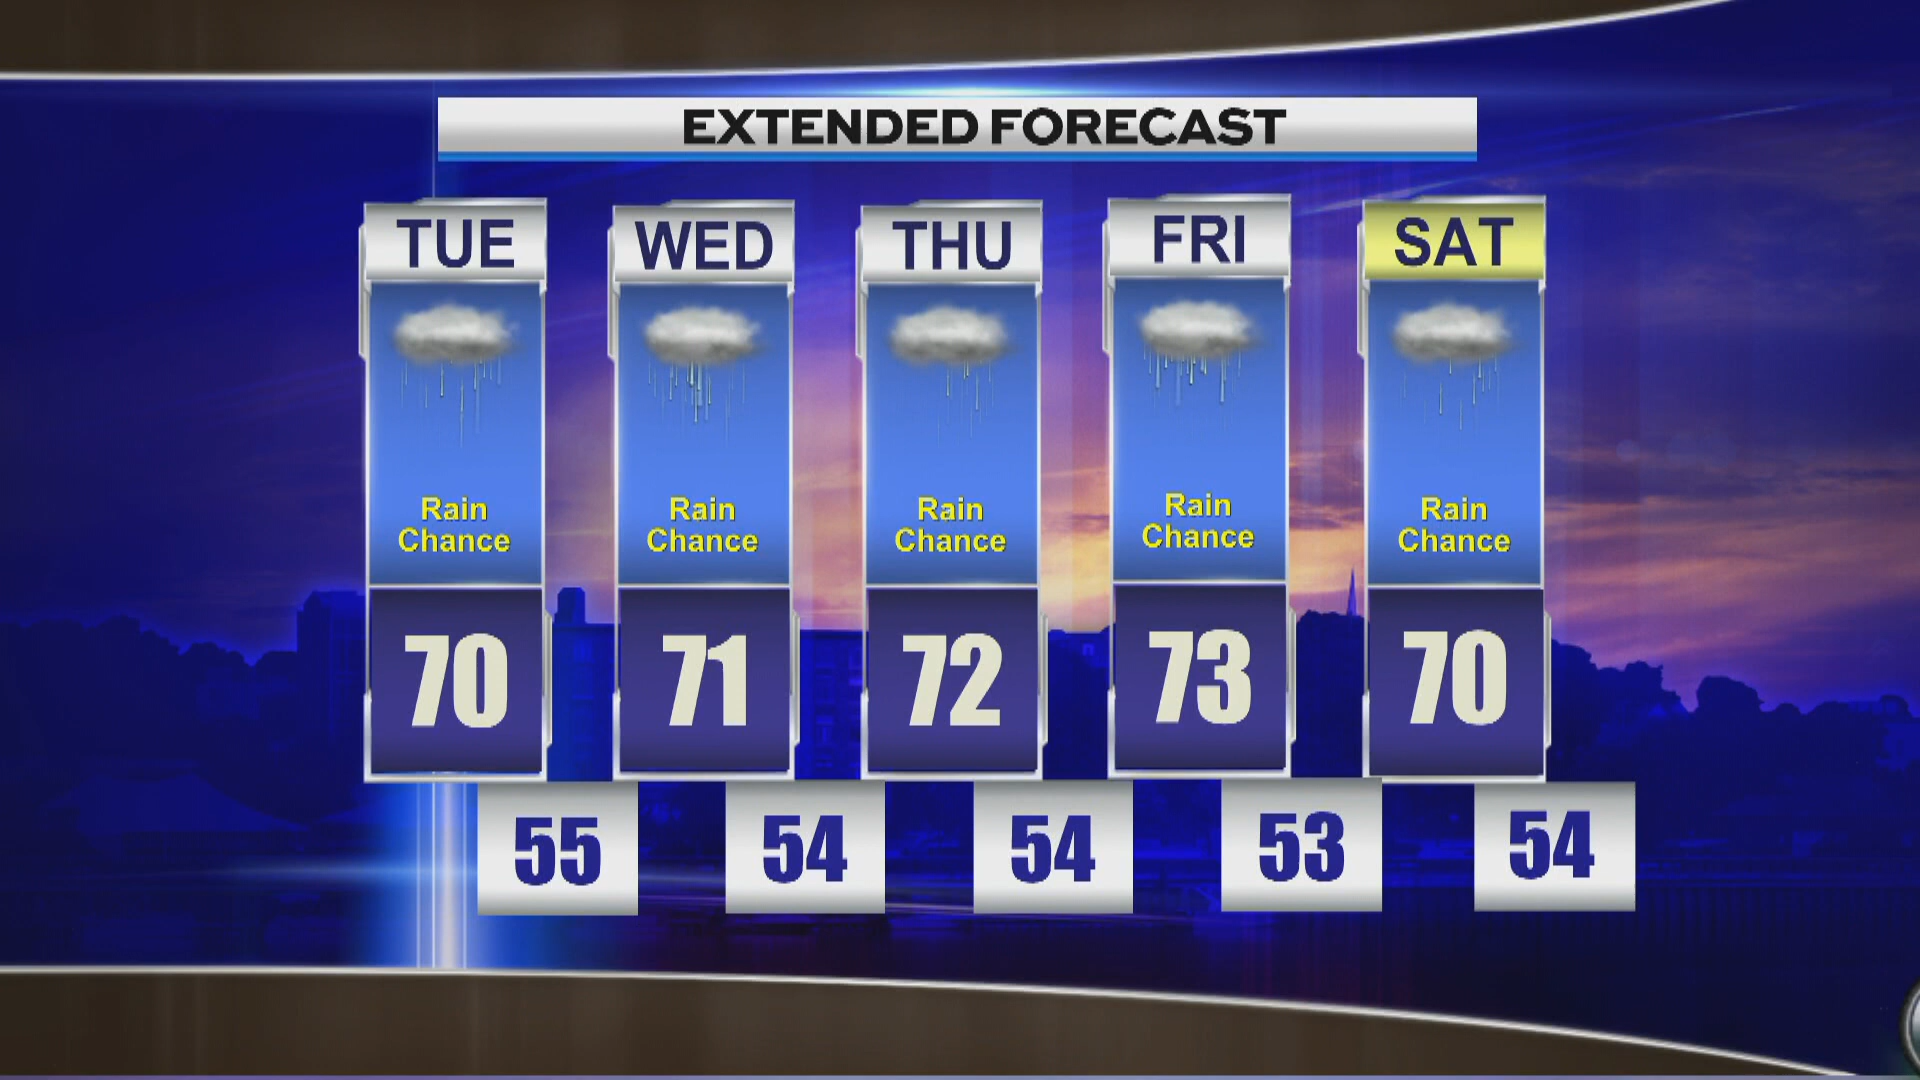 EXTENDED FORECAST
TUE
WED
THU
FRI
SAT
Rain
Chance
Rain
Chance
Rain
Chance
Rain
Chance
Rain
Chance
70
71
72
73
70
55
54
54
53
54